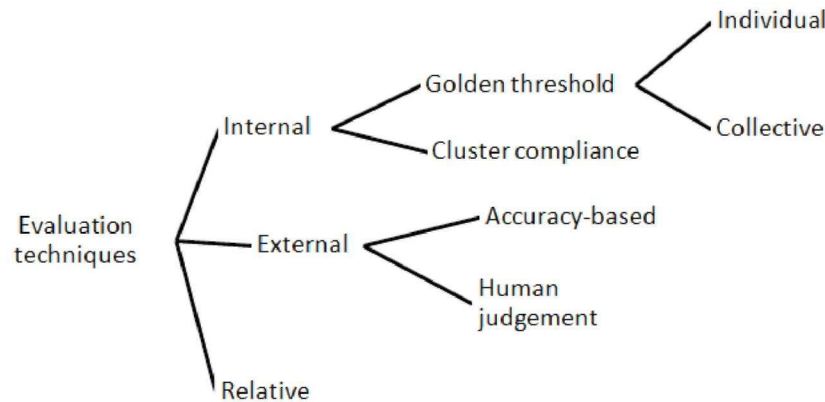 Individual
Golden threshold
Internal
Collective
Cluster compliance
Accuracy-based
Evaluation
techniques
External
Human
judgement
Relative